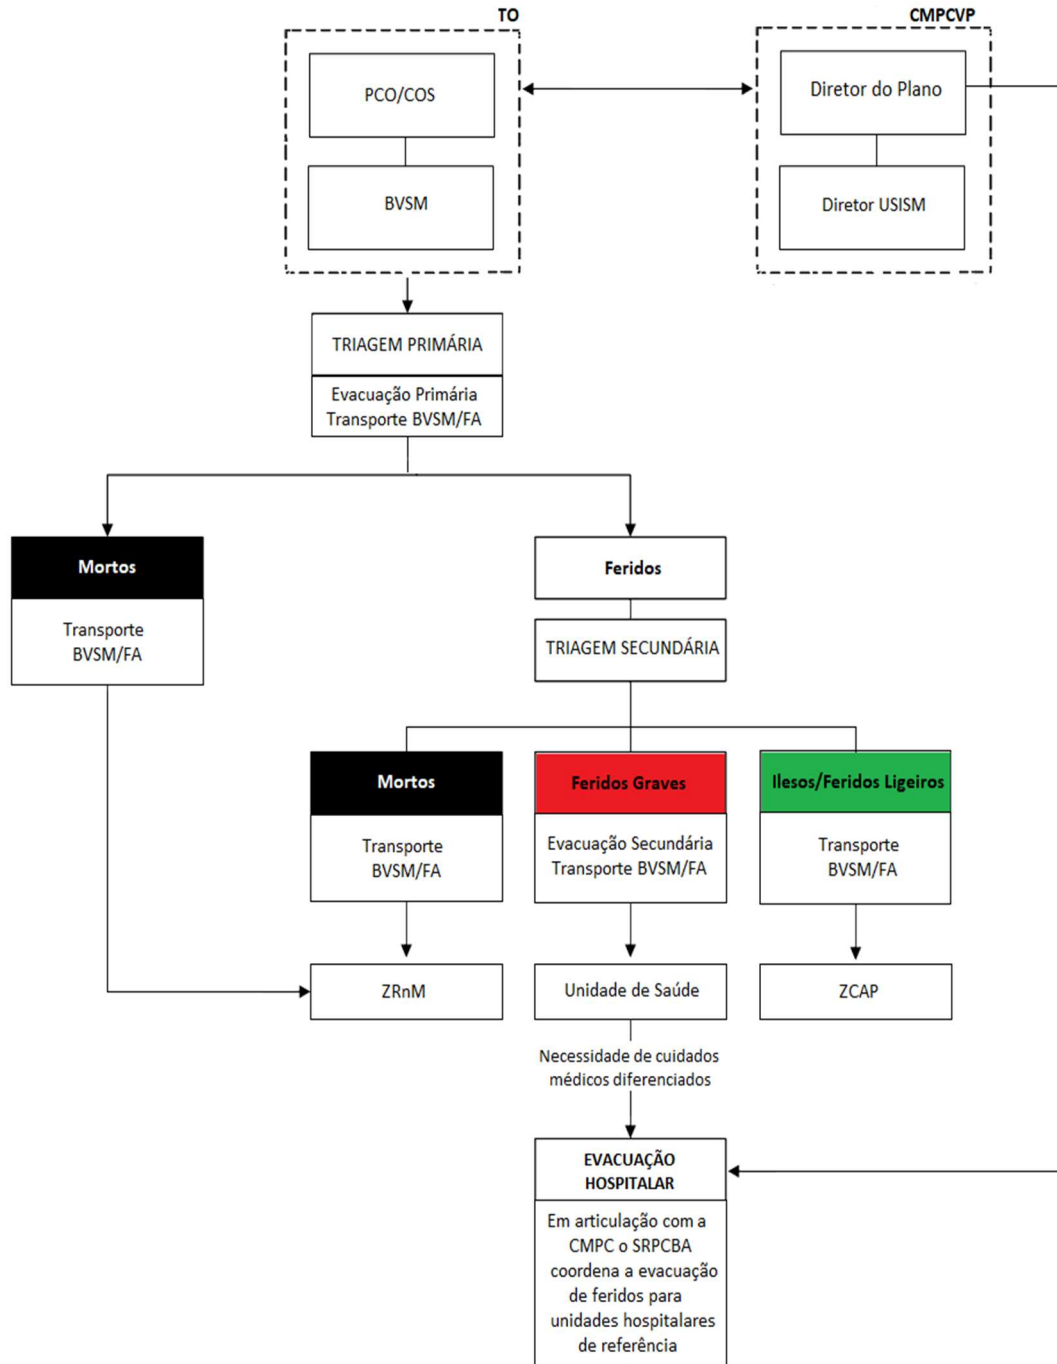 TO
CMPCVP
PCO/COS
Diretor do Plano
BVSM
Diretor USISM
TRIAGEM PRIMÁRIA
Evacuação Primária
Transporte BVSM/FA
Mortos
Transporte
BVSM/FA
Feridos
TRIAGEM SECUNDÁRIA
Mortos
Transporte
BVSM/FA
Feridos Graves
Evacuação Secundária
Transporte BVSM/FA
Ilesos/Feridos Ligeiros
Transporte
BVSM/FA
ZRnM
Unidade de Saúde
ZCAP
Necessidade de cuidados
médicos diferenciados
EVACUAÇÃO
HOSPITALAR
Em articulação com a
CMPC o SRPCBA
coordena a evacuação
de feridos para
unidades hospitalares
de referência